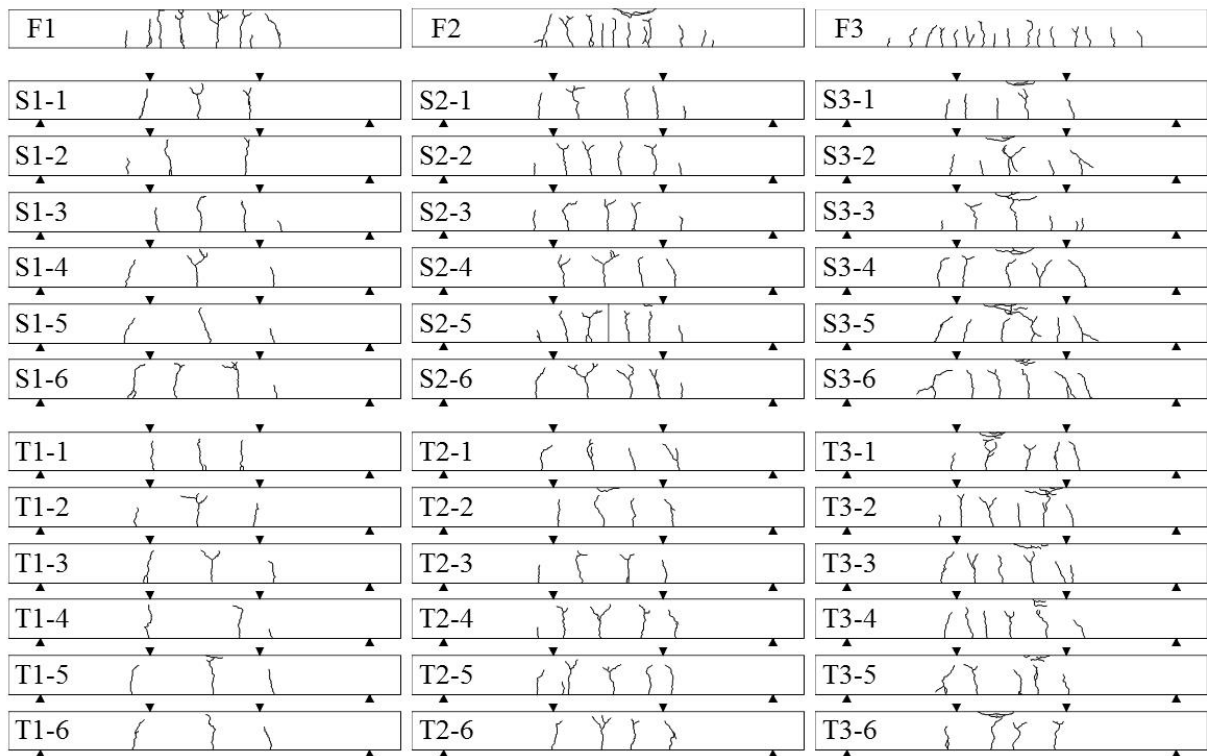 F1 F2 F3
S1-1 S2-1 S3-1
S1-2 S2-2 S3-2
S1-3 S2-3 S3-3
S1-4 S2-4 S3-4
S1-5 S2-5 S3-5
S1-6 S2-6 S3-6
T1-1 T2-1 T3-1
T1-2 T2-2 T3-2
T1-3 T2-3 T3-3
T1-4 T2-4 T3-4
T1-5 T2-5 T3-5
T1-6 T2-6 T3-6